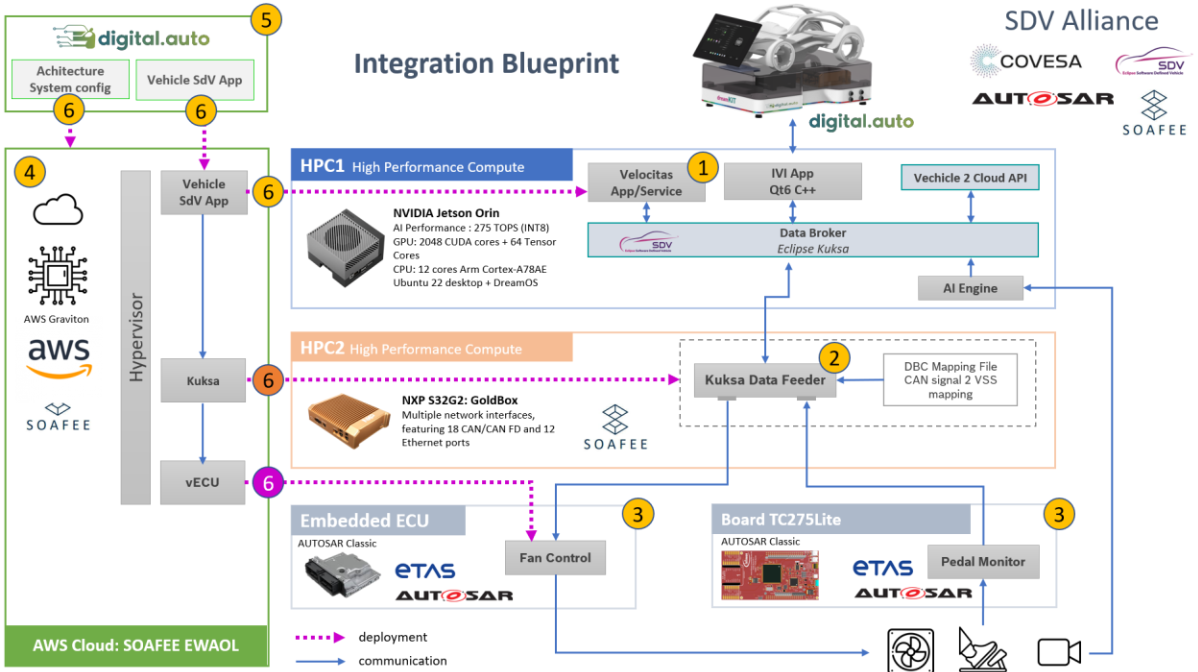 5
digital.auto
Achitecture
System config
Vehicle SdV App
6
6
Integration Blueprint
digital.auto
SDV Alliance
COVESA
SDV
AUTOSAR
SOAFEE
4
AWS Graviton
aws
SOAFEE
Hypervisor
Vehicle
SdV App
6
Kuksa
6
vECU
6
AWS Cloud: SOAFEE EWAOL
HPC1 High Performance Compute
NVIDIA Jetson Orin
AI Performance : 275 TOPS (INT8)
GPU: 2048 CUDA cores + 64 Tensor
Cores
CPU: 12 cores Arm Cortex-A78AE
Ubuntu 22 desktop + DreamOS
Velocitas
App/Service
1
IVI App
Qt6 C++
Vechicle 2 Cloud API
SDV
Data Broker
Eclipse Kuksa
AI Engine
HPC2 High Performance Compute
NXP S32G2: GoldBox
Multiple network interfaces,
featuring 18 CAN/CAN FD and 12
Ethernet ports
SOAFEE
2
Kuksa Data Feeder
DBC Mapping File
CAN signal 2 VSS
mapping
Embedded ECU
3
AUTOSAR Classic
ETAS
AUTOSAR
Fan Control
Board TC275Lite
3
AUTOSAR Classic
ETAS
AUTOSAR
Pedal Monitor
deployment
communication